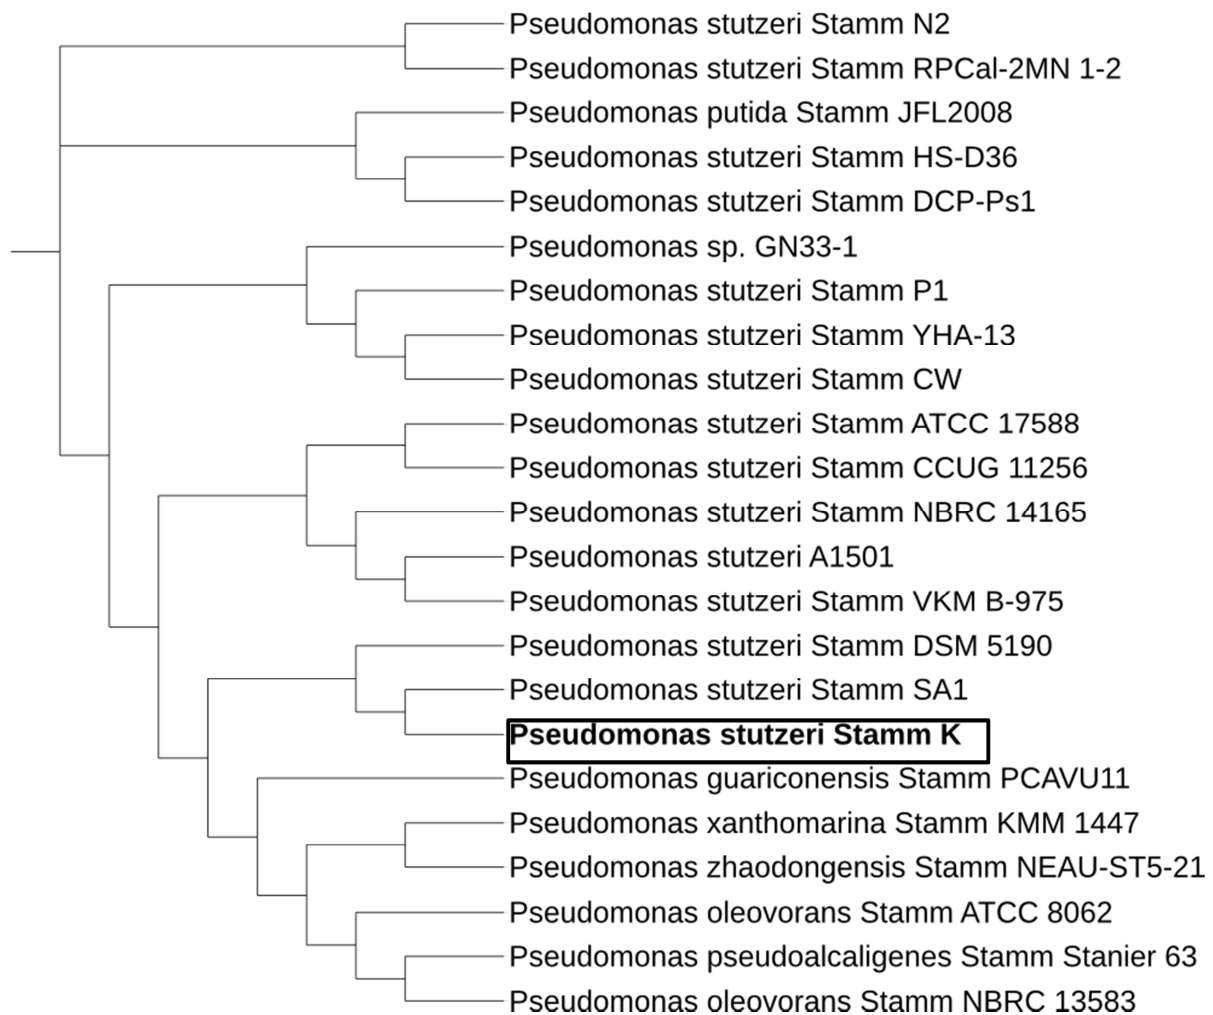 Pseudomonas stutzeri Stamm N2
Pseudomonas stutzeri Stamm RPCal-2MN 1-2
Pseudomonas putida Stamm JFL2008
Pseudomonas stutzeri Stamm HS-D36
Pseudomonas stutzeri Stamm DCP-Ps1
Pseudomonas sp. GN33-1
Pseudomonas stutzeri Stamm P1
Pseudomonas stutzeri Stamm YHA-13
Pseudomonas stutzeri Stamm CW
Pseudomonas stutzeri Stamm ATCC 17588
Pseudomonas stutzeri Stamm CCUG 11256
Pseudomonas stutzeri Stamm NBRC 14165
Pseudomonas stutzeri A1501
Pseudomonas stutzeri Stamm VKM B-975
Pseudomonas stutzeri Stamm DSM 5190
Pseudomonas stutzeri Stamm SA1
Pseudomonas stutzeri Stamm K
Pseudomonas guariconensis Stamm PCAVU11
Pseudomonas xanthomarina Stamm KMM 1447
Pseudomonas zhaodongensis Stamm NEAU-ST5-21
Pseudomonas oleovorans Stamm ATCC 8062
Pseudomonas pseudoalcaligenes Stamm Stanier 63
Pseudomonas oleovorans Stamm NBRC 13583